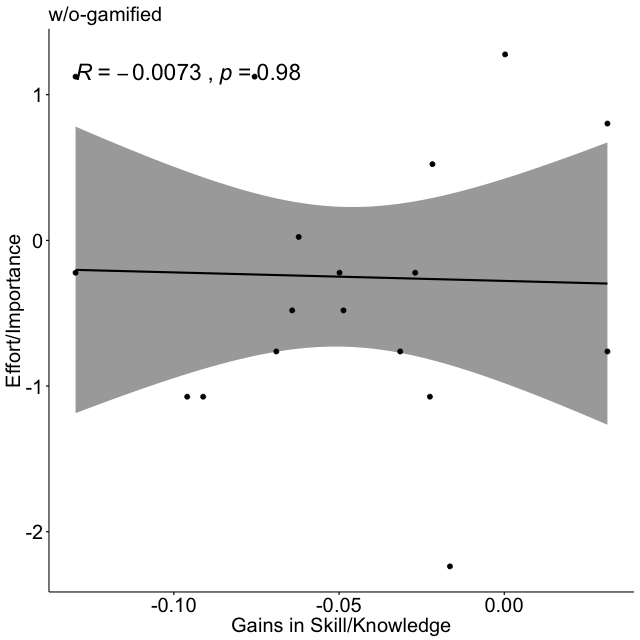 w/o-gamified
R = −0.0073 , p = 0.98
1
0
-1
-2
Effort/Importance
-0.10 -0.05 0.00
Gains in Skill/Knowledge